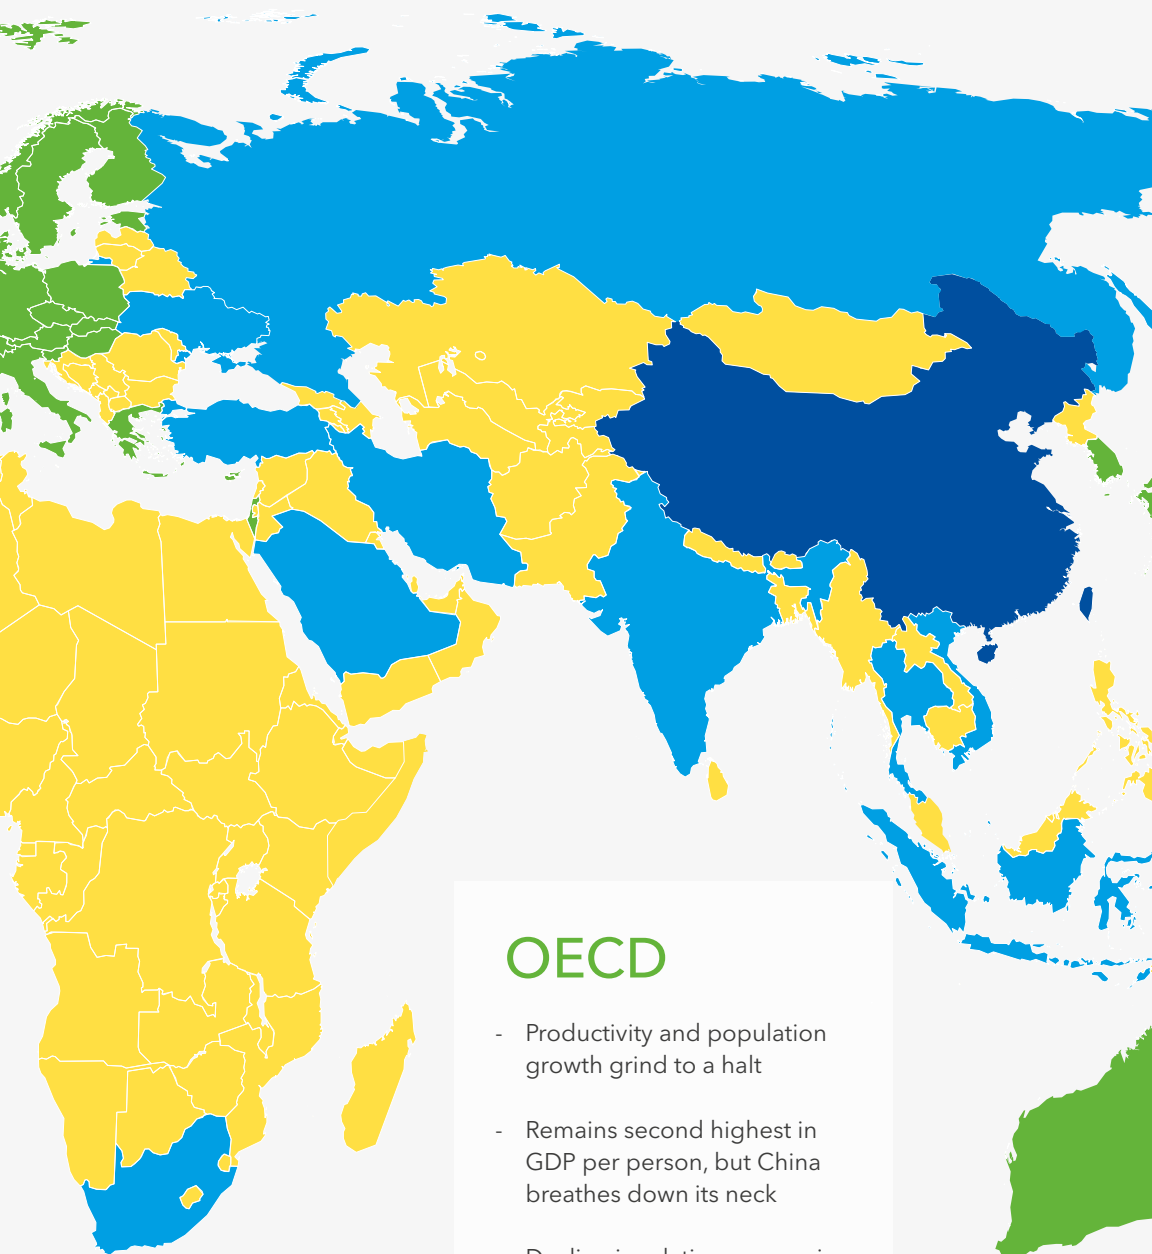 OECD
- Productivity and population
growth grind to a halt
- Remains second highest in
GDP per person, but China
breathes down its neck